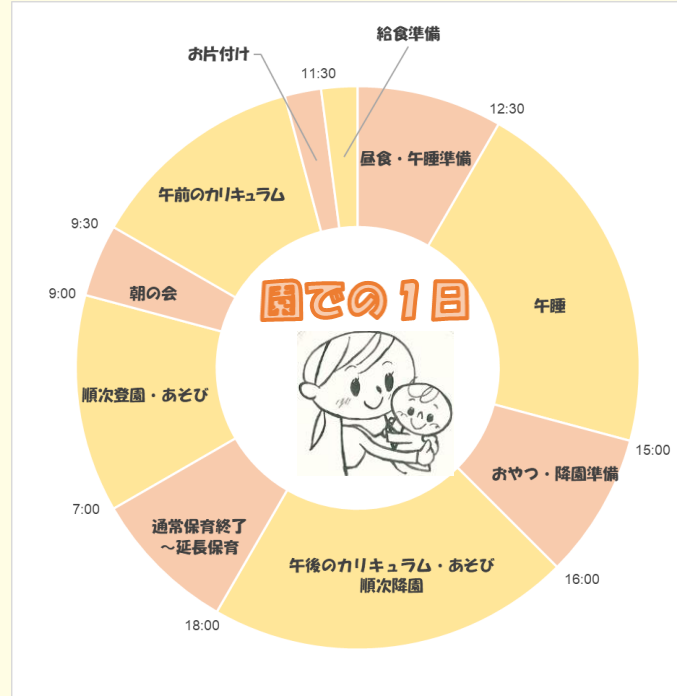 給食準備
お片付け
11:30
12:30
昼食・午睡準備
午前のカリキュラム
9:30
朝の会
9:00
園での1日
午睡
順次登園・あそび
15:00
おやつ・降園準備
7:00
通常保育終了
～延長保育
午後のカリキュラム・あそび
順次降園
16:00
18:00